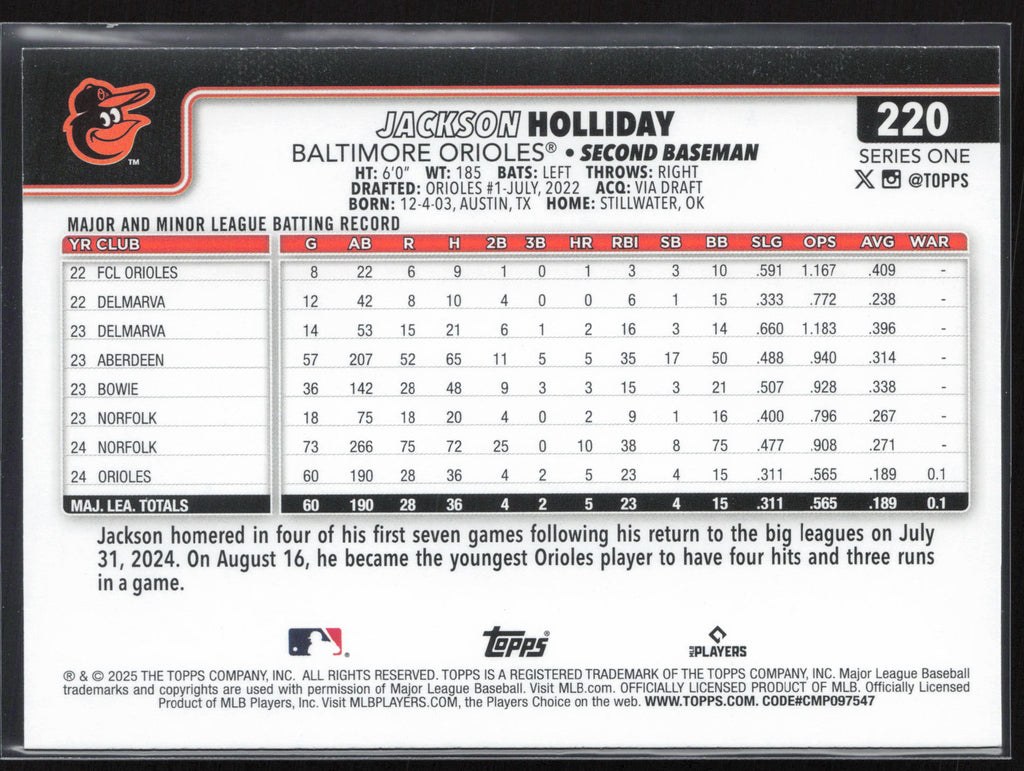 JACKSON HOLLIDAY
220
BALTIMORE ORIOLES® • SECOND BASEMAN
SERIES ONE
HT: 6'0" WT: 185 BATS: LEFT THROWS: RIGHT
@TOPPS
DRAFTED: ORIOLES #1-JULY, 2022 ACQ: VIA DRAFT
BORN: 12-4-03, AUSTIN, TX HOME: STILLWATER, OK
TM
MAJOR AND MINOR LEAGUE BATTING RECORD
YR CLUB G AB R H 2B 3B HR RBI SB BB SLG OPS AVG WAR
22 FCL ORIOLES 8 22 6 9 1 0 1 3 3 10 .591 1.167 .409 -
22 DELMARVA 12 42 8 10 4 0 0 6 1 15 .333 .772 .238 -
23 DELMARVA 14 53 15 21 6 1 2 16 3 14 .660 1.183 .396 -
23 ABERDEEN 57 207 52 65 11 5 5 35 17 50 .488 .940 .314 -
23 BOWIE 36 142 28 48 9 3 3 15 3 21 .507 .928 .338 -
23 NORFOLK 18 75 18 20 4 0 2 9 1 16 .400 .796 .267 -
24 NORFOLK 73 266 75 72 25 0 10 38 8 75 .477 .908 .271 -
24 ORIOLES 60 190 28 36 4 2 5 23 4 15 .311 .565 .189 0.1
MAJ. LEA. TOTALS 60 190 28 36 4 2 5 23 4 15 .311 .565 .189 0.1
Jackson homered in four of his first seven games following his return to the big leagues on July
31, 2024. On August 16, he became the youngest Orioles player to have four hits and three runs
in a game.
Topps®
MLB PLAYERS
® & © 2025 THE TOPPS COMPANY, INC. ALL RIGHTS RESERVED. TOPPS IS A REGISTERED TRADEMARK OF THE TOPPS COMPANY, INC. Major League Baseball
trademarks and copyrights are used with permission of Major League Baseball. Visit MLB.com. OFFICIALLY LICENSED PRODUCT OF MLB. Officially Licensed
Product of MLB Players, Inc. Visit MLBPLAYERS.COM, the Players Choice on the web. WWW.TOPPS.COM. CODE#CMP097547